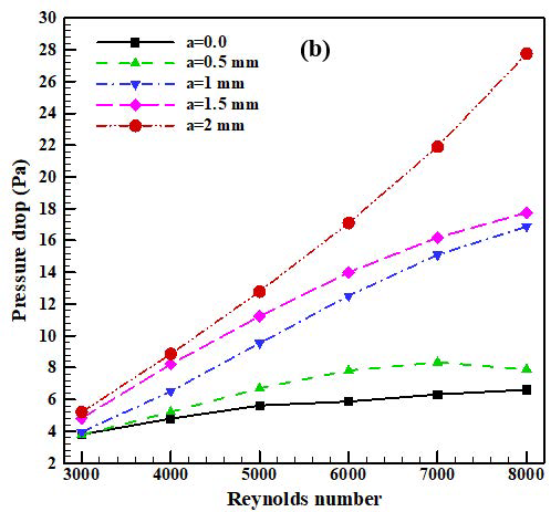 30
28
26
24
22
20
18
16
14
12
10
8
6
4
2
Pressure drop (Pa)
a=0.0
a=0.5 mm
a=1 mm
a=1.5 mm
a=2 mm
(b)
3000 4000 5000 6000 7000 8000
Reynolds number